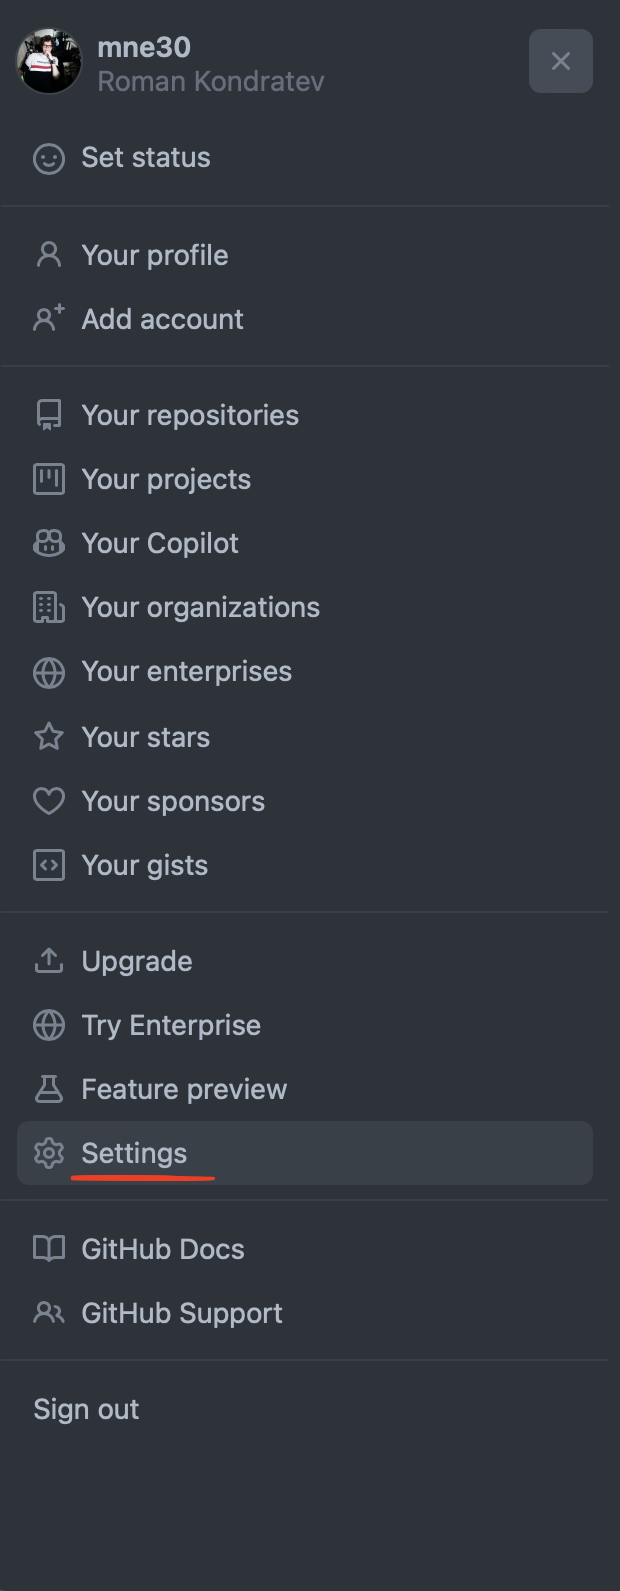 mne30
Roman Kondratev
Set status
Your profile
Add account
Your repositories
Your projects
Your Copilot
Your organizations
Your enterprises
Your stars
Your sponsors
Your gists
Upgrade
Try Enterprise
Feature preview
Settings
GitHub Docs
GitHub Support
Sign out